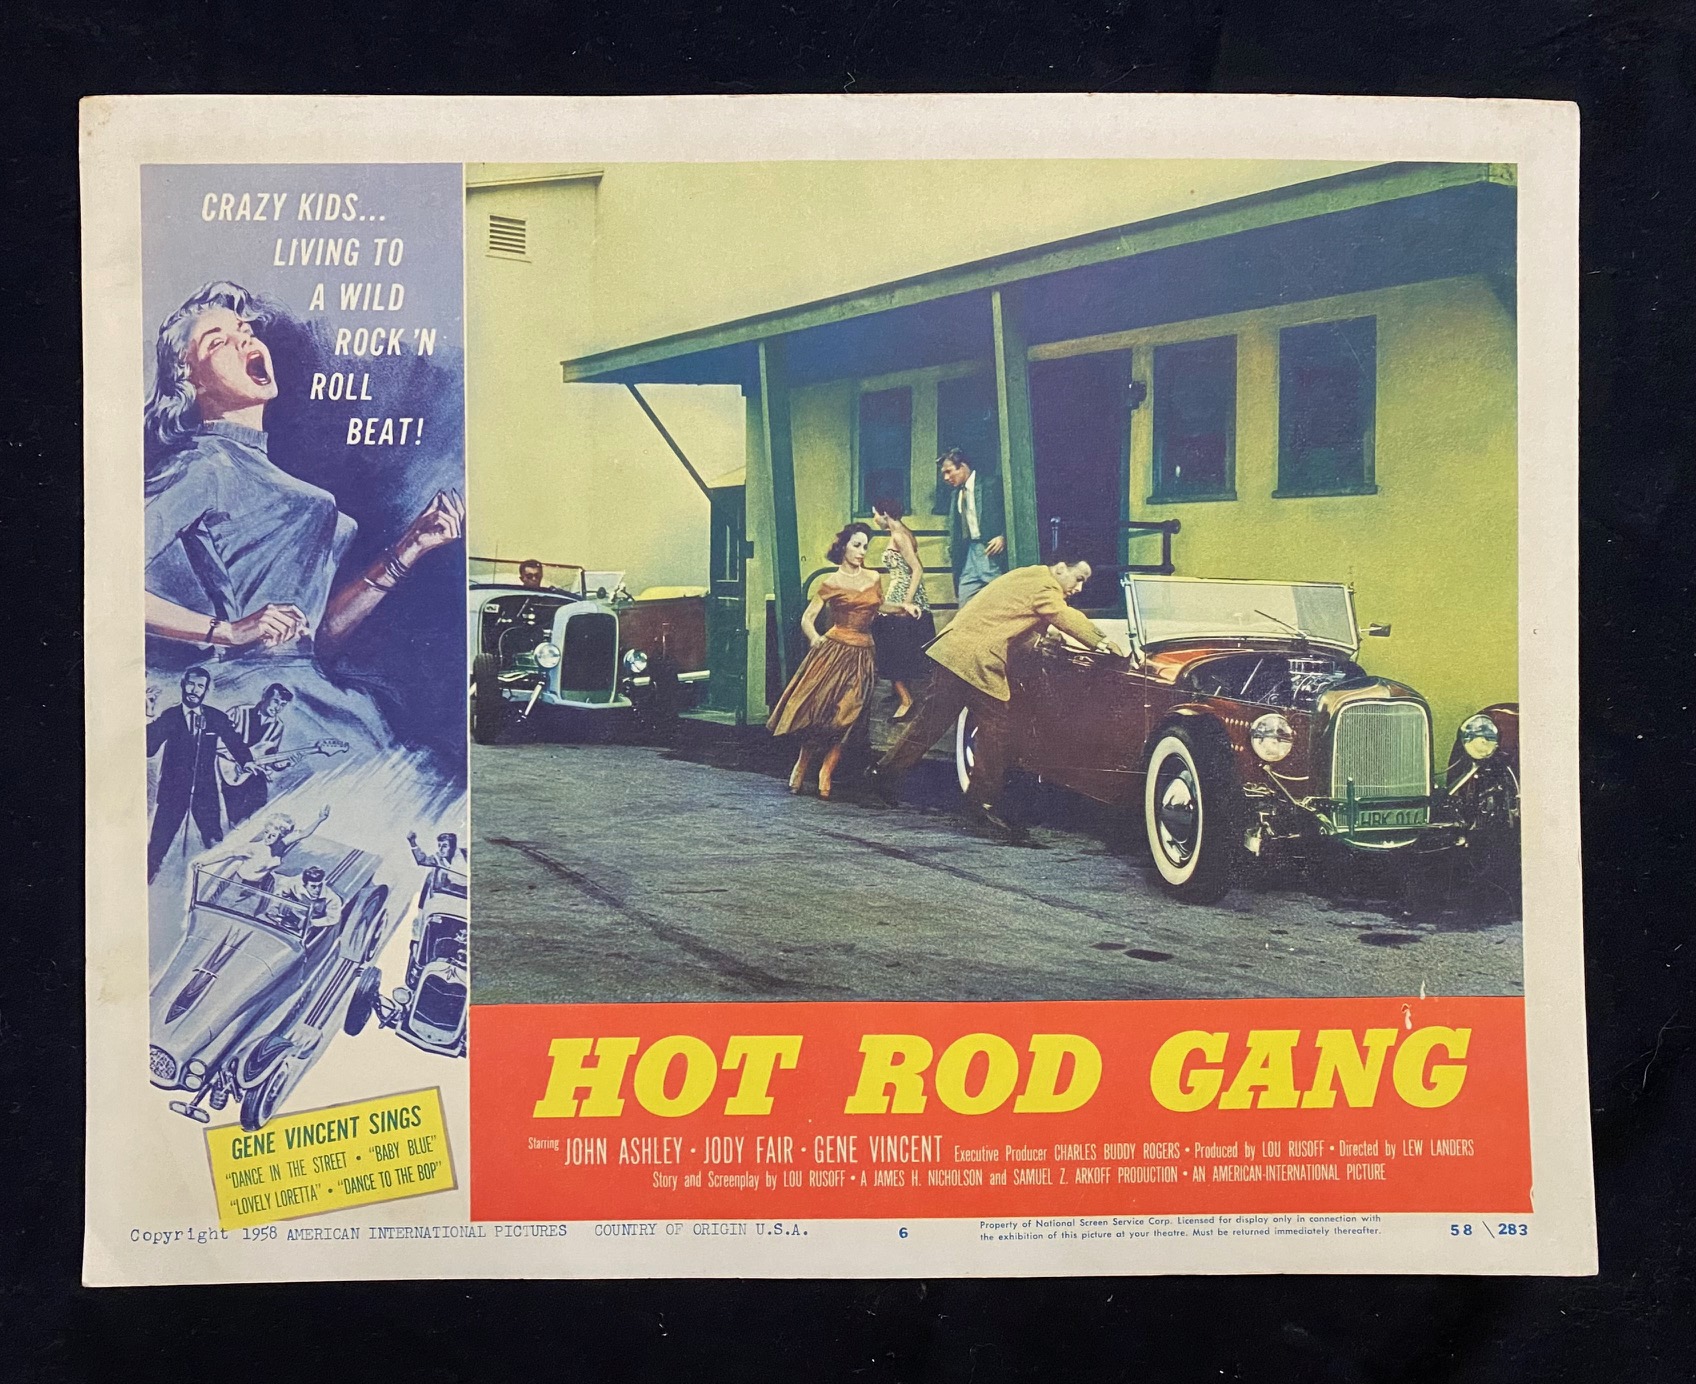 CRAZY KIDS...
LIVING TO
A WILD
ROCK 'N
ROLL
BEAT!
GENE VINCENT SINGS
"DANCE IN THE STREET • "BABY BLUE"
"LOVELY LORETTA" • "DANCE TO THE BOP"
HRK 014
HOT ROD GANG
Starring JOHN ASHLEY • JODY FAIR • GENE VINCENT Executive Producer CHARLES BUDDY ROGERS • Produced by LOU RUSOFF • Directed by LEW LANDERS
Story and Screenplay by LOU RUSOFF • A JAMES H. NICHOLSON and SAMUEL Z. ARKOFF PRODUCTION • AN AMERICAN-INTERNATIONAL PICTURE
Copyright 1958 AMERICAN INTERNATIONAL PICTURES COUNTRY OF ORIGIN U.S.A.
6
Property of National Screen Service Corp. Licensed for display only in connection with
the exhibition of this picture at your theatre. Must be returned immediately thereafter.
58 \ 283